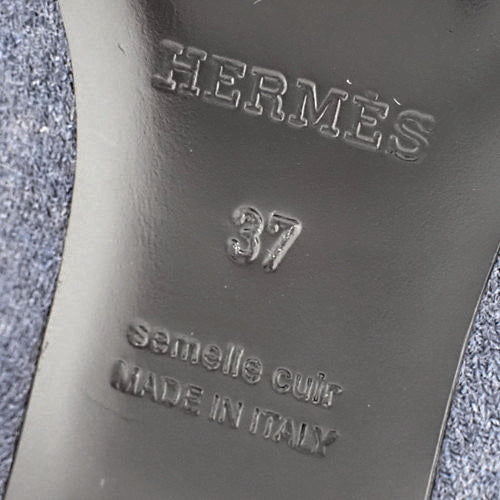 HERMÈS
37
semelle cuir
MADE IN ITALY